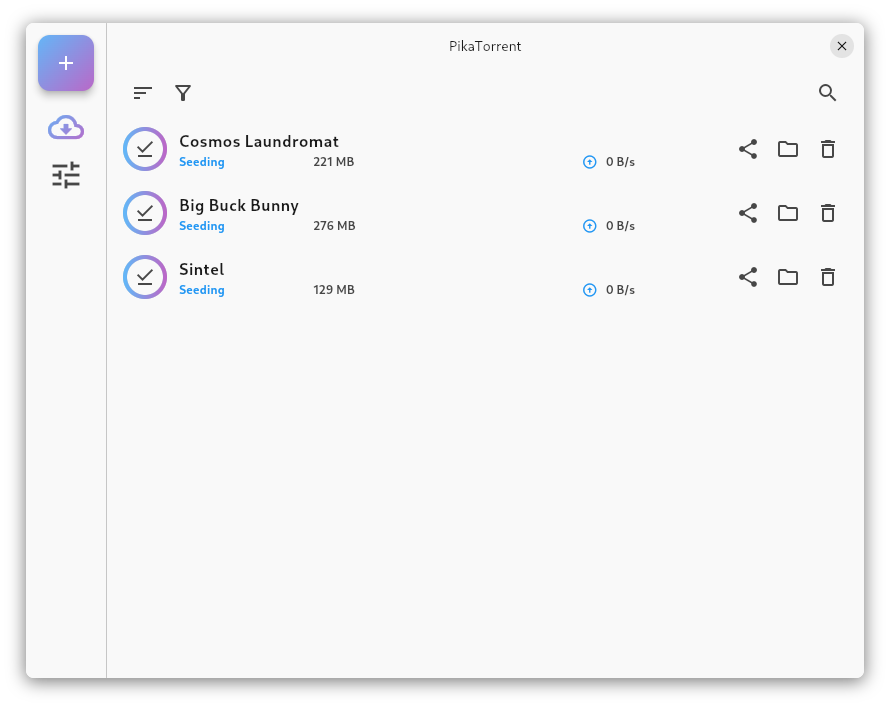 PikaTorrent
Cosmos Laundromat
Seeding 221 MB 0 B/s
Big Buck Bunny
Seeding 276 MB 0 B/s
Sintel
Seeding 129 MB 0 B/s